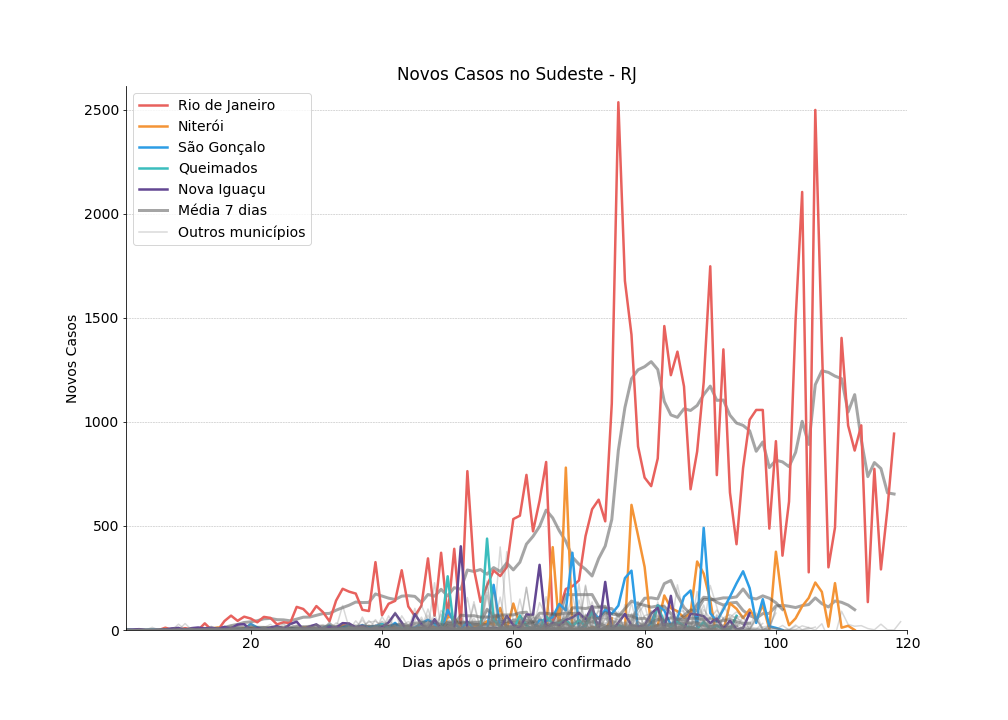 Novos Casos no Sudeste - RJ
Rio de Janeiro
Niterói
São Gonçalo
Queimados
Nova Iguaçu
Média 7 dias
Outros municípios
Novos Casos
2500
2000
1500
1000
500
0
20
40
60
80
100
120
Dias após o primeiro confirmado